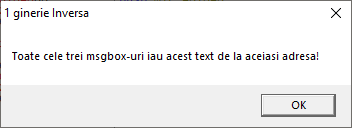 1 ginerie Inversa
Toate cele trei msgbox-uri iau acest text de la aceiasi adresa!
OK